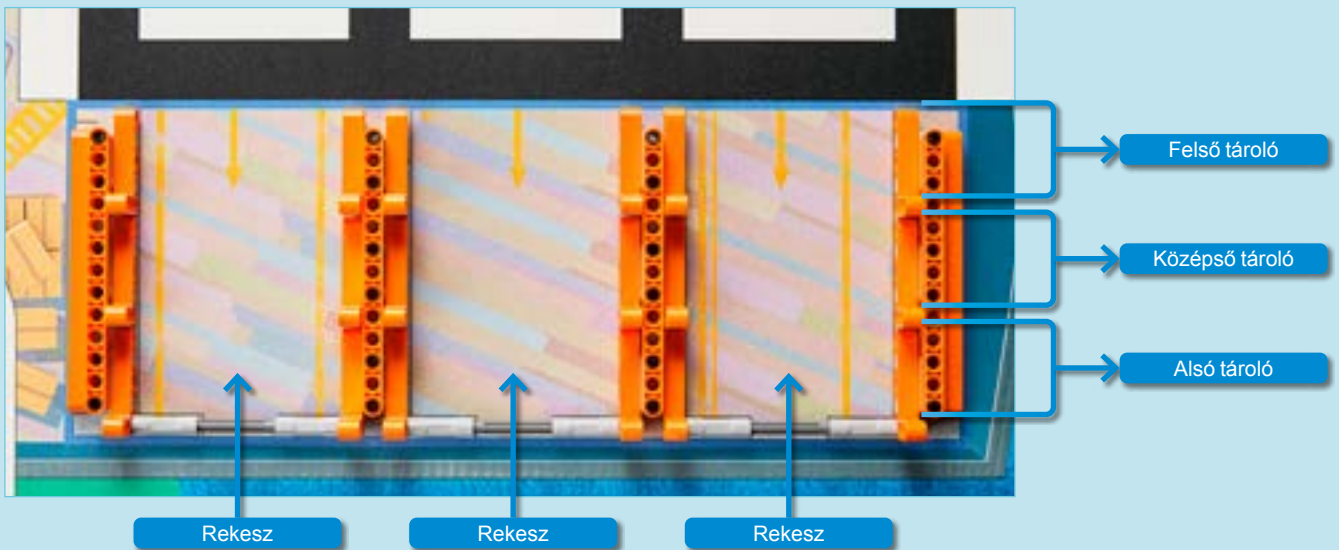 Felső tároló
Középső tároló
Alsó tároló
Rekesz
Rekesz
Rekesz